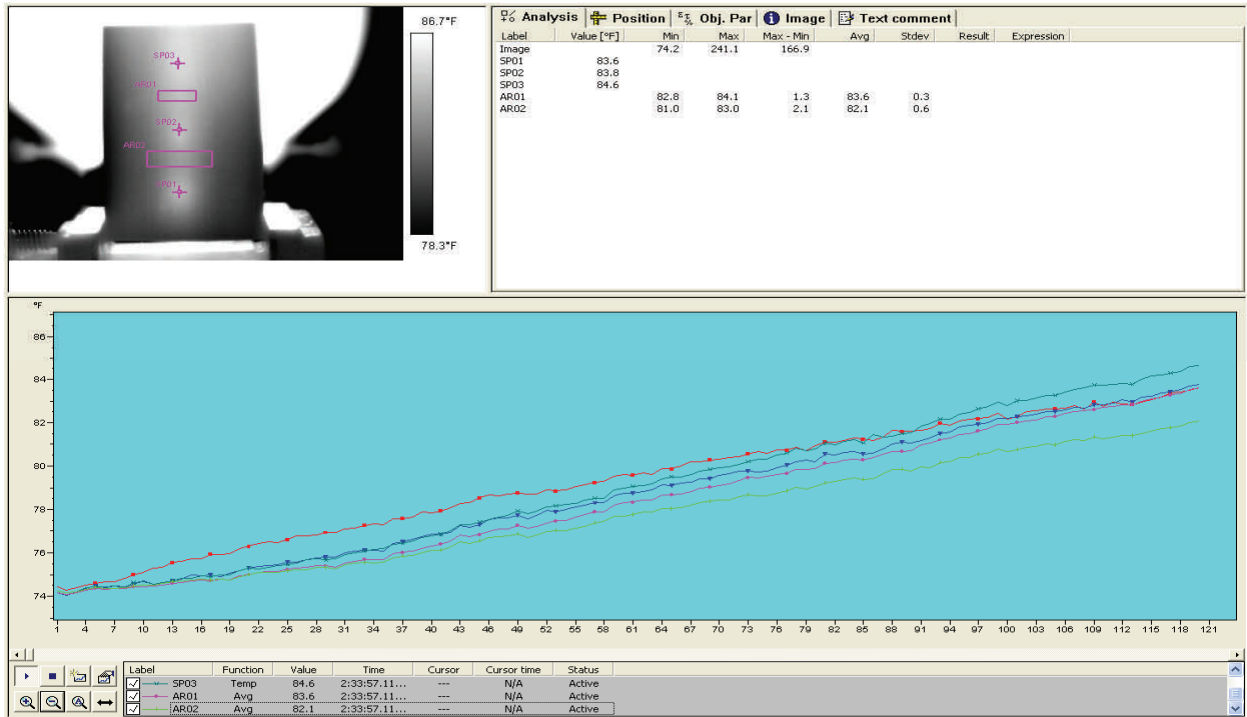 86.7°F
SP03
AR01
SP02
AR02
SP01
78.3°F
Analysis Position Obj. Par Image Text comment
Label Value [°F] Min Max Max - Min Avg Stdev Result Expression
Image 74.2 241.1 166.9
SP01 83.6
SP02 83.8
SP03 84.6
AR01 82.8 84.1 1.3 83.6 0.3
AR02 81.0 83.0 2.1 82.1 0.6
°F
86
84
82
80
78
76
74
1 4 7 10 13 16 19 22 25 28 31 34 37 40 43 46 49 52 55 58 61 64 67 70 73 76 79 82 85 88 91 94 97 100 103 106 109 112 115 118 121
Label Function Value Time Cursor Cursor time Status
SP03 Temp 84.6 2:33:57.11... --- N/A Active
AR01 Avg 83.6 2:33:57.11... --- N/A Active
AR02 Avg 82.1 2:33:57.11... --- N/A Active